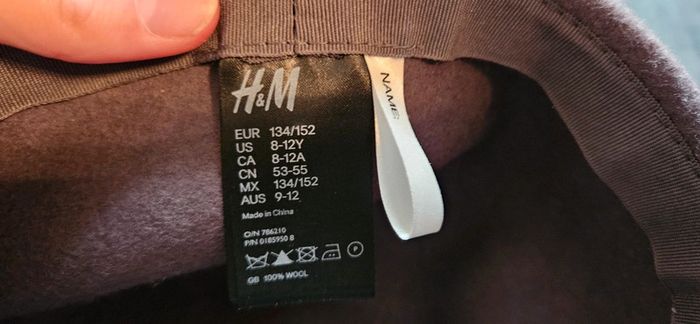 H&M
EUR 134/152
US 8-12Y
CA 8-12A
CN 53-55
MX 134/152
AUS 9-12
Made in China
O/N 786210
P/N 0185950 8
P
GB 100% WOOL
NAME